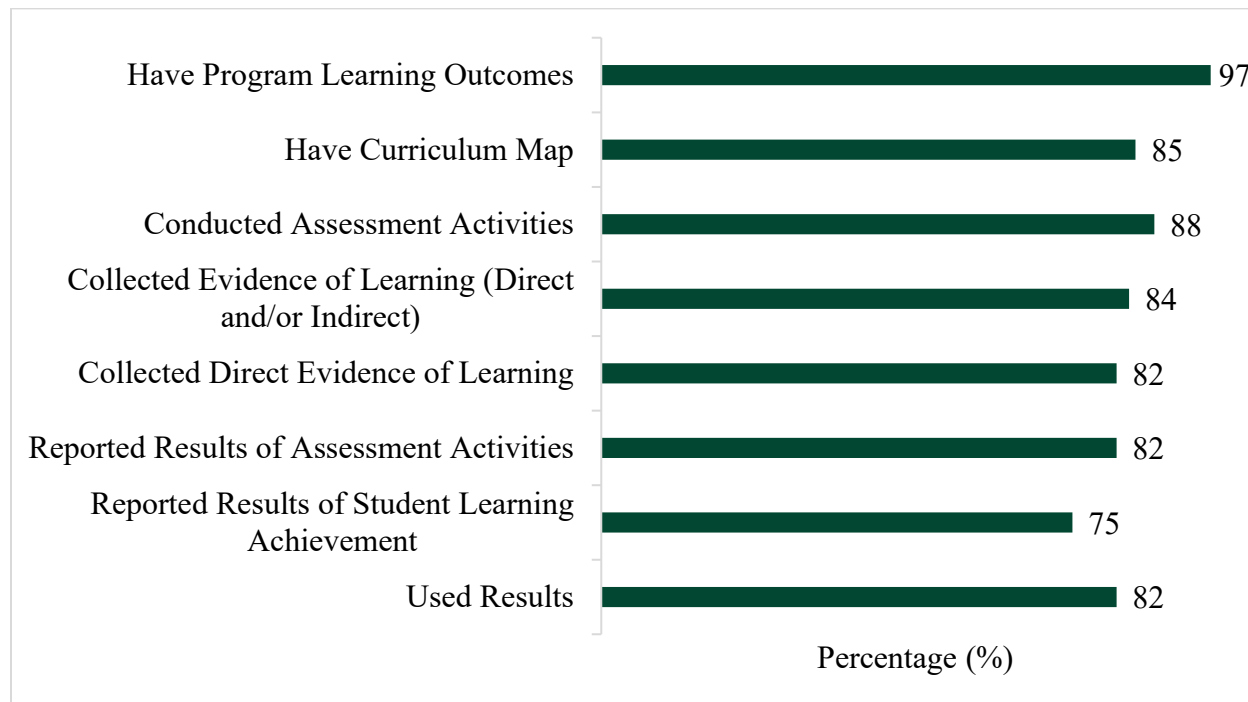 Have Program Learning Outcomes 97
Have Curriculum Map 85
Conducted Assessment Activities 88
Collected Evidence of Learning (Direct
and/or Indirect) 84
Collected Direct Evidence of Learning 82
Reported Results of Assessment Activities 82
Reported Results of Student Learning
Achievement 75
Used Results 82
Percentage (%)